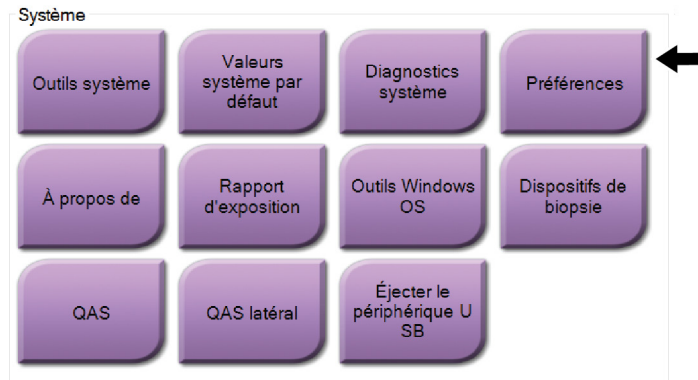 Système
Outils système
Valeurs
système par
défaut
Diagnostics
système
Préférences
À propos de
Rapport
d'exposition
Outils Windows
OS
Dispositifs de
biopsie
QAS
QAS latéral
Éjecter le
périphérique U
SB